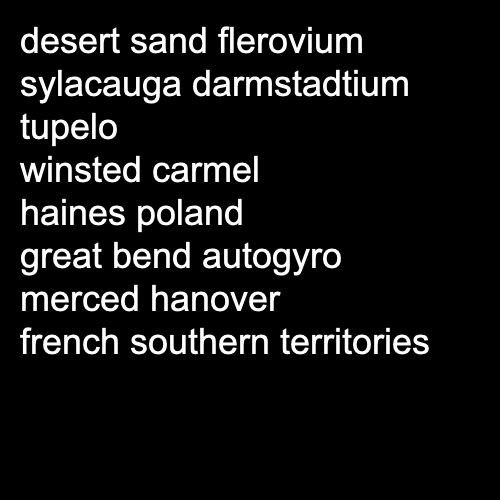 desert sand flerovium
sylacauga darmstadtium
tupelo
winsted carmel
haines poland
great bend autogyro
merced hanover
french southern territories